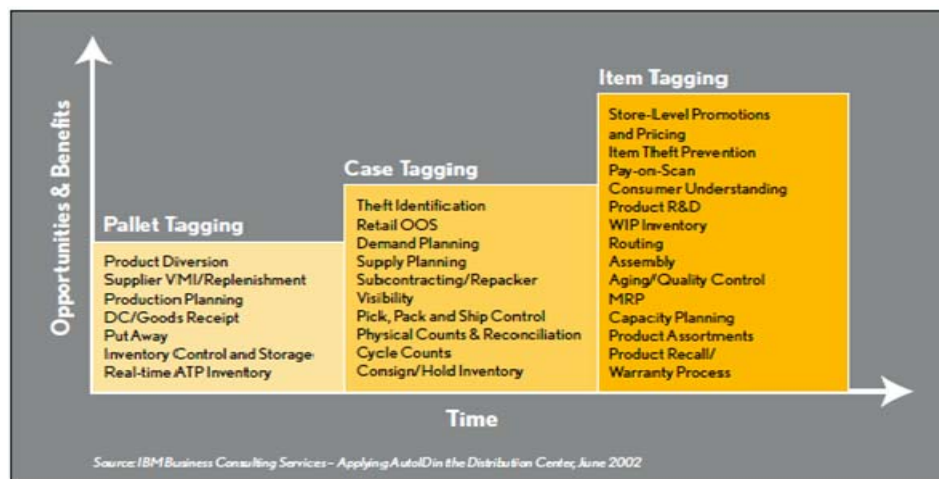 Opportunities & Benefits
Pallet Tagging
Product Diversion
Supplier VMI/Replenishment
Production Planning
DC/Goods Receipt
Put Away
Inventory Control and Storage
Real-time ATP Inventory
Case Tagging
Theft Identification
Retail OOS
Demand Planning
Supply Planning
Subcontracting/Repacker
Visibility
Pick, Pack and Ship Control
Physical Counts & Reconciliation
Cycle Counts
Consign/Hold Inventory
Item Tagging
Store-Level Promotions
and Pricing
Item Theft Prevention
Pay-on-Scan
Consumer Understanding
Product R&D
WIP Inventory
Routing
Assembly
Aging/Quality Control
MRP
Capacity Planning
Product Assortments
Product Recall/
Warranty Process
Time
Source: IBM Business Consulting Services – Applying AutoID in the Distribution Center, June 2002